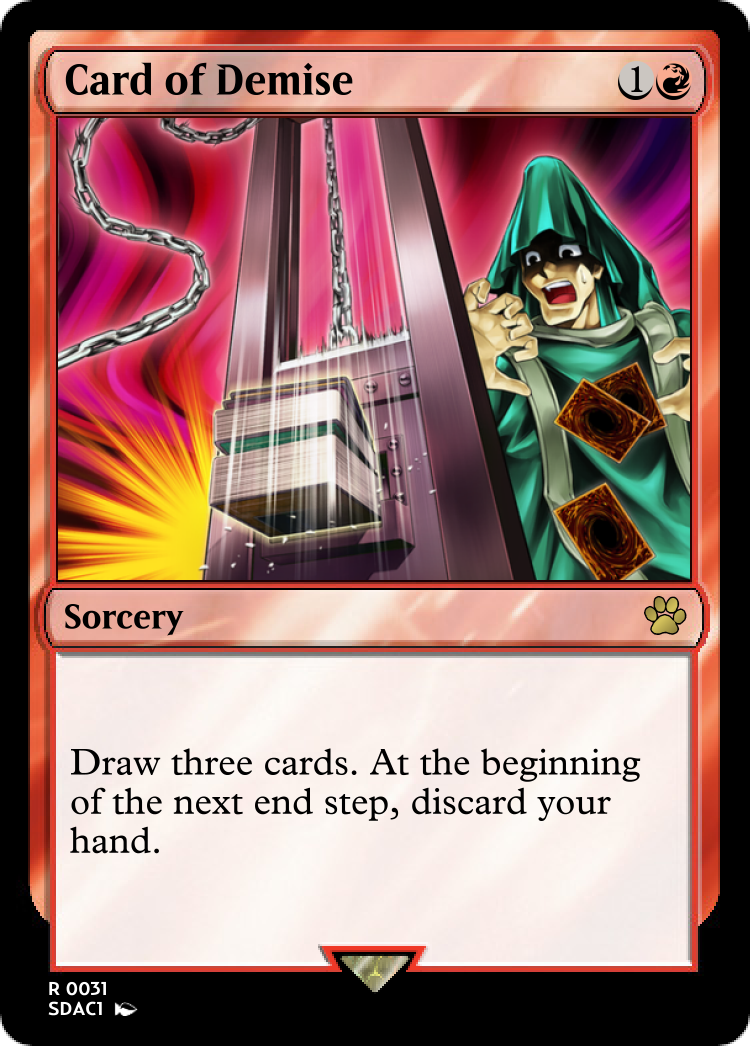 Card of Demise 1
Sorcery
Draw three cards. At the beginning
of the next end step, discard your
hand.
R 0031
SDAC1